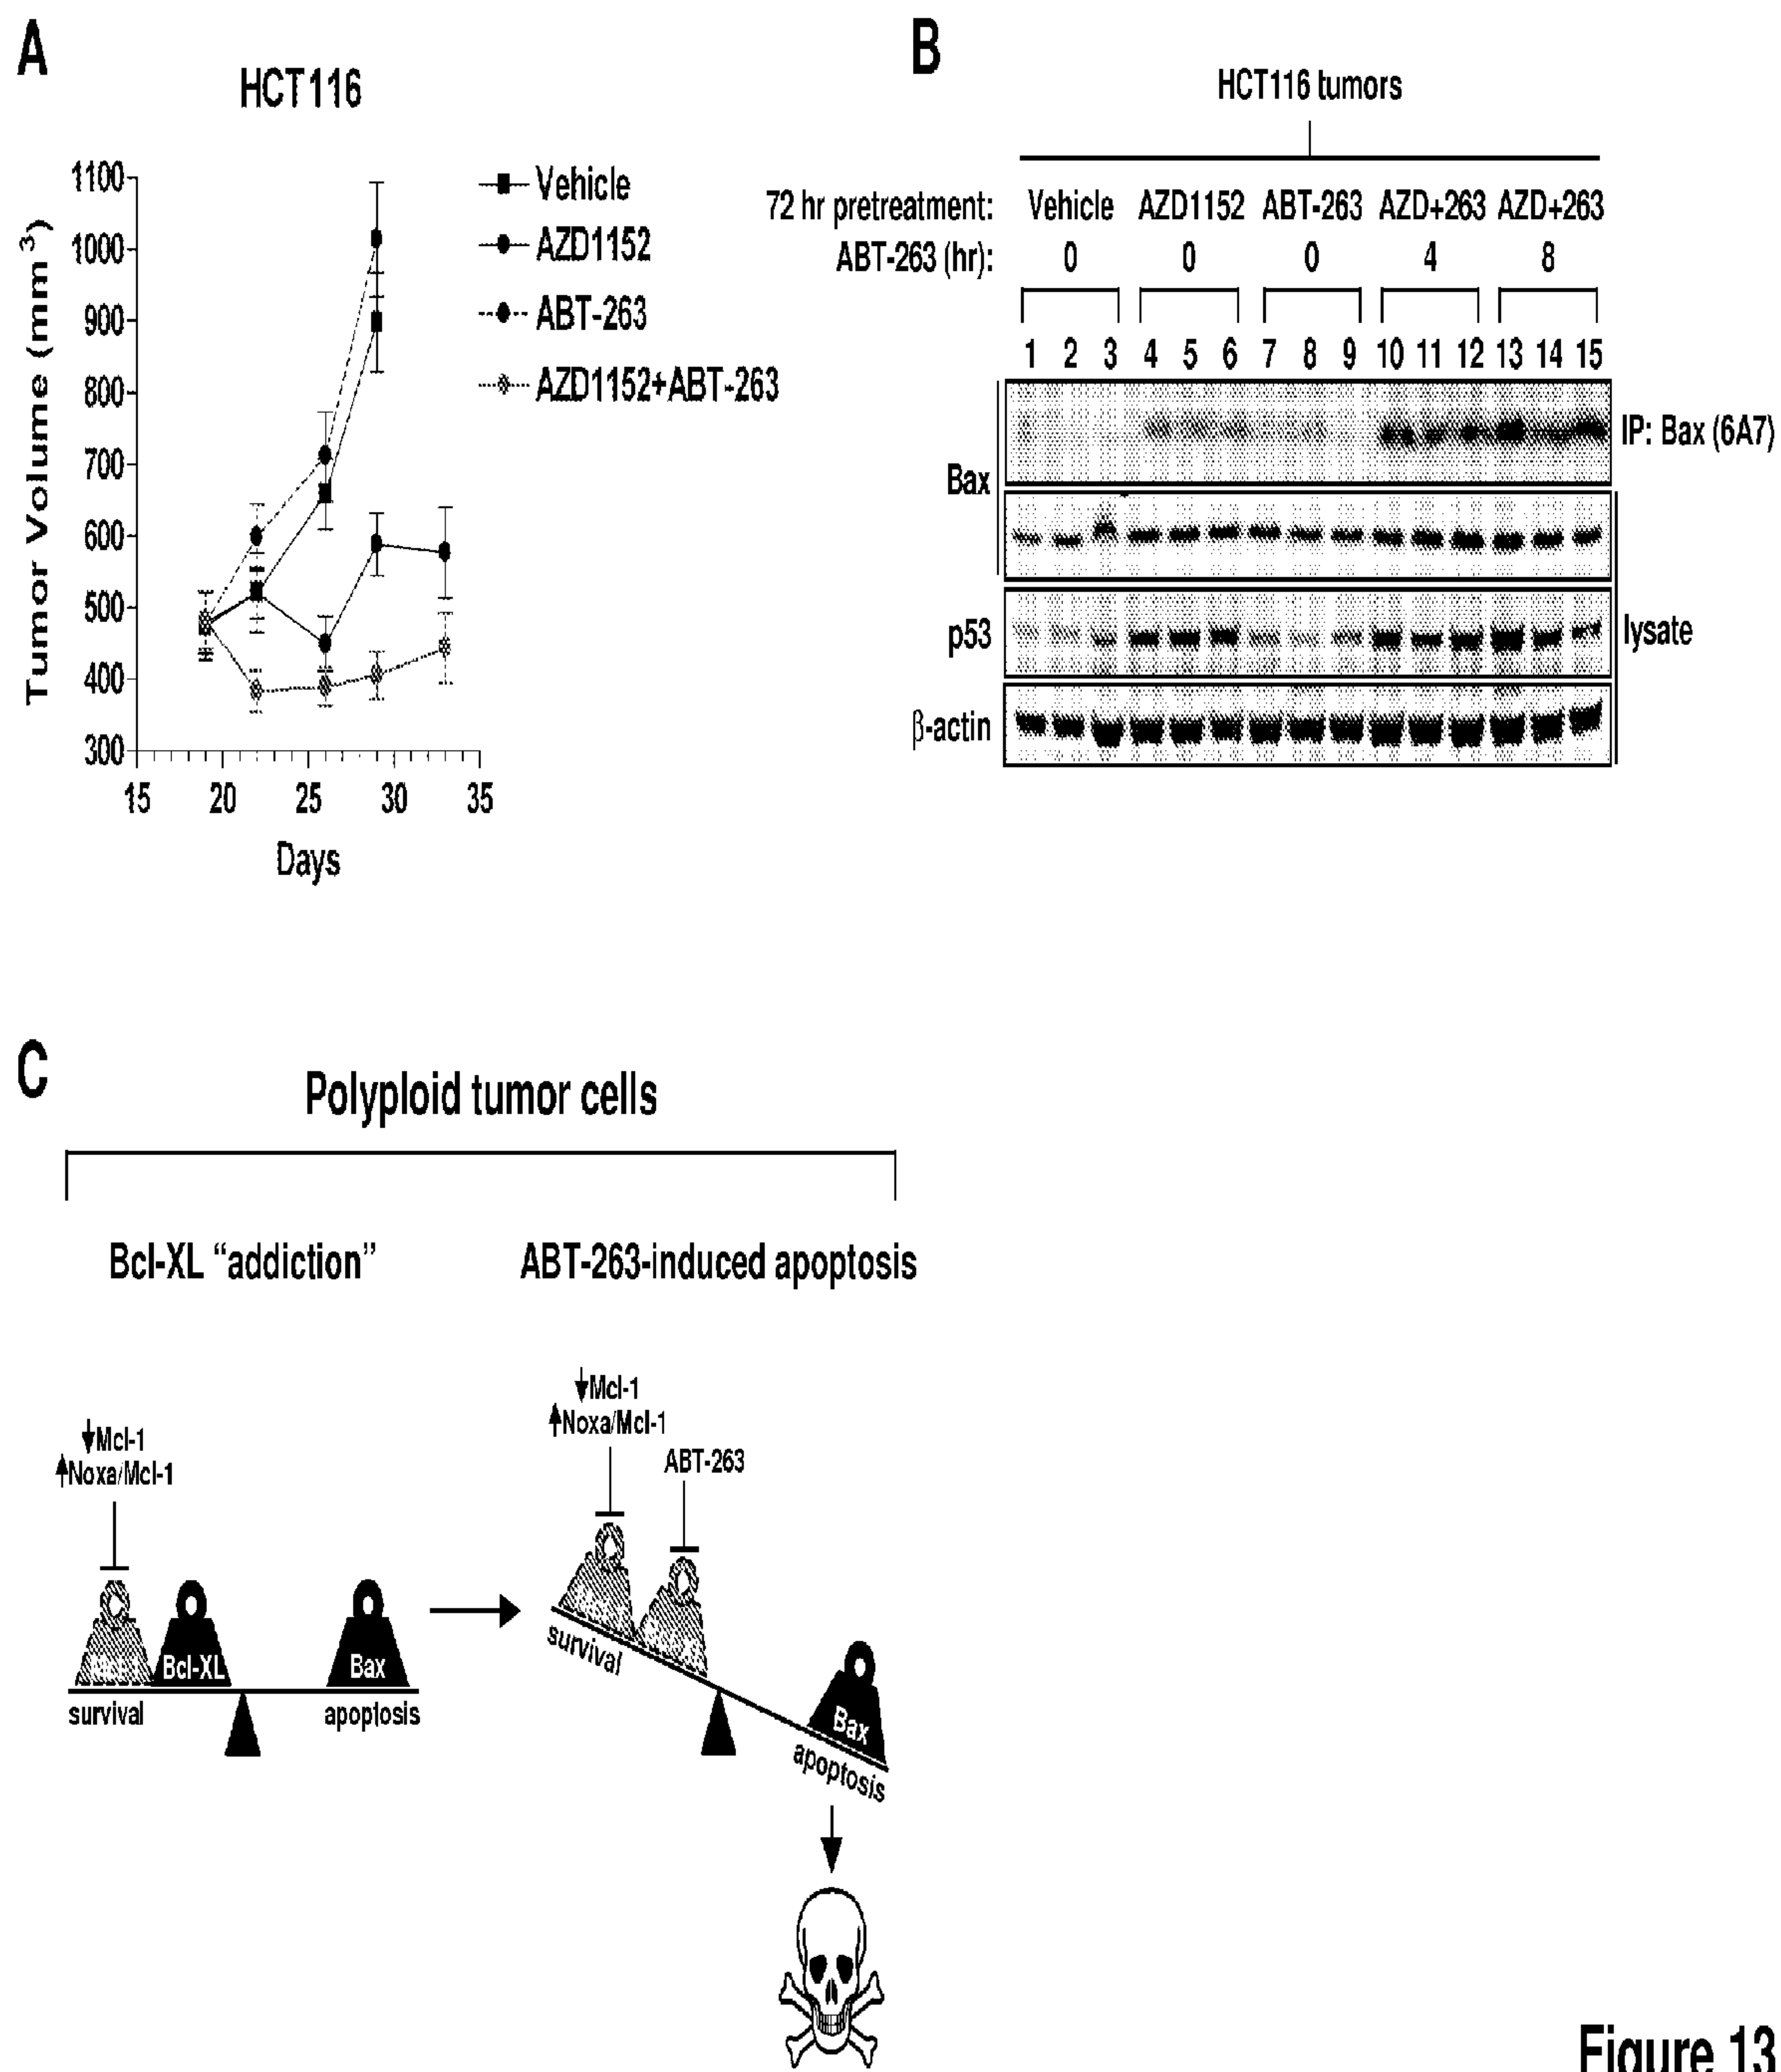 A
HCT116
1100
1000
900
800
700
600
500
400
300
Tumor Volume (mm³)
15 20 25 30 35
Days
Vehicle
AZD1152
ABT-263
AZD1152+ABT-263
B
HCT116 tumors
72 hr pretreatment: Vehicle AZD1152 ABT-263 AZD+263 AZD+263
ABT-263 (hr): 0 0 0 4 8
1 2 3 4 5 6 7 8 9 10 11 12 13 14 15
IP: Bax (6A7)
Bax
p53
lysate
β-actin
C
Polyploid tumor cells
Bcl-XL “addiction” ABT-263-induced apoptosis
Mcl-1
Noxa/Mcl-1
Bcl-XL
Bax
survival
apoptosis
Mcl-1
Noxa/Mcl-1
ABT-263
survival
Bax
apoptosis
Figure 13